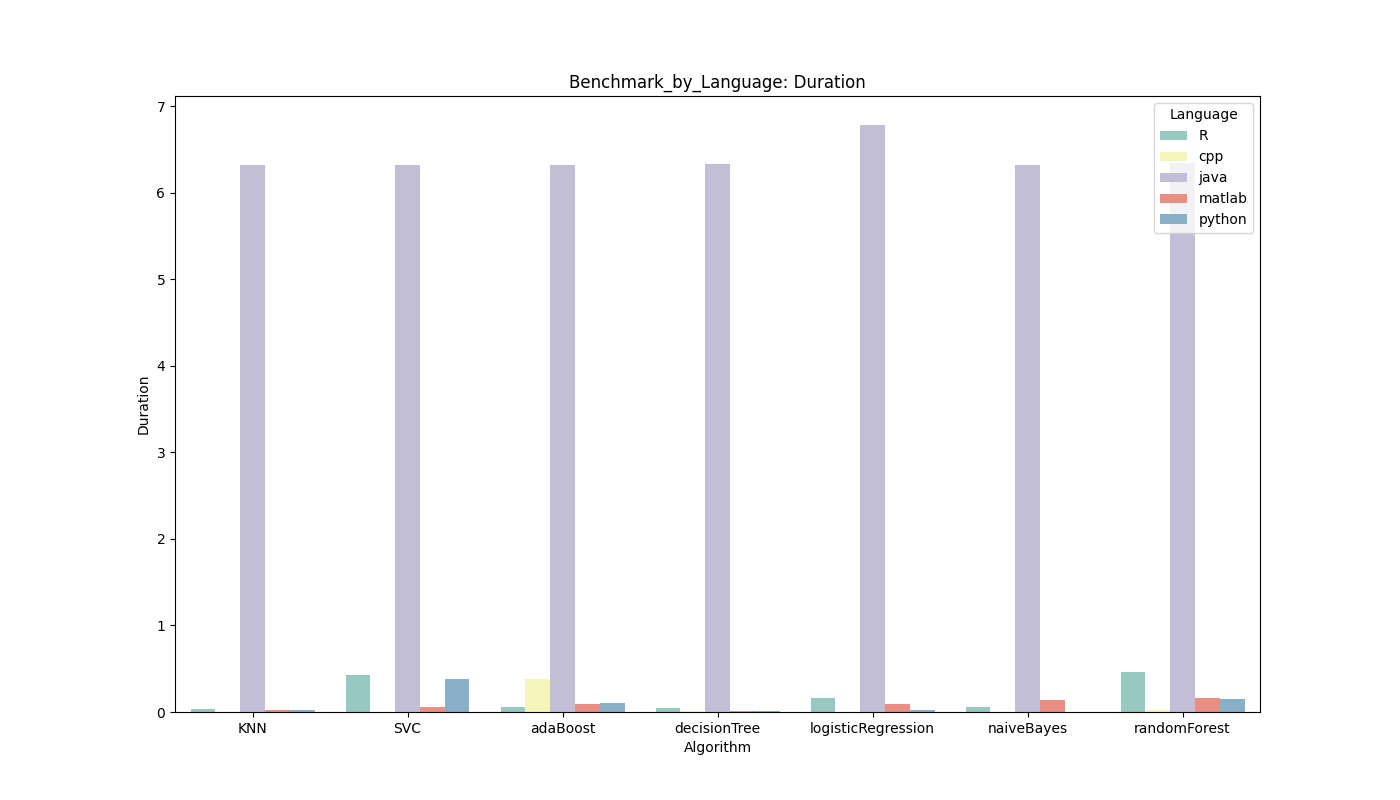 Benchmark_by_Language: Duration
Language
R
cpp
java
matlab
python
7
6
5
4
3
2
1
0
Duration
KNN
SVC
adaBoost
decisionTree
logisticRegression
naiveBayes
randomForest
Algorithm